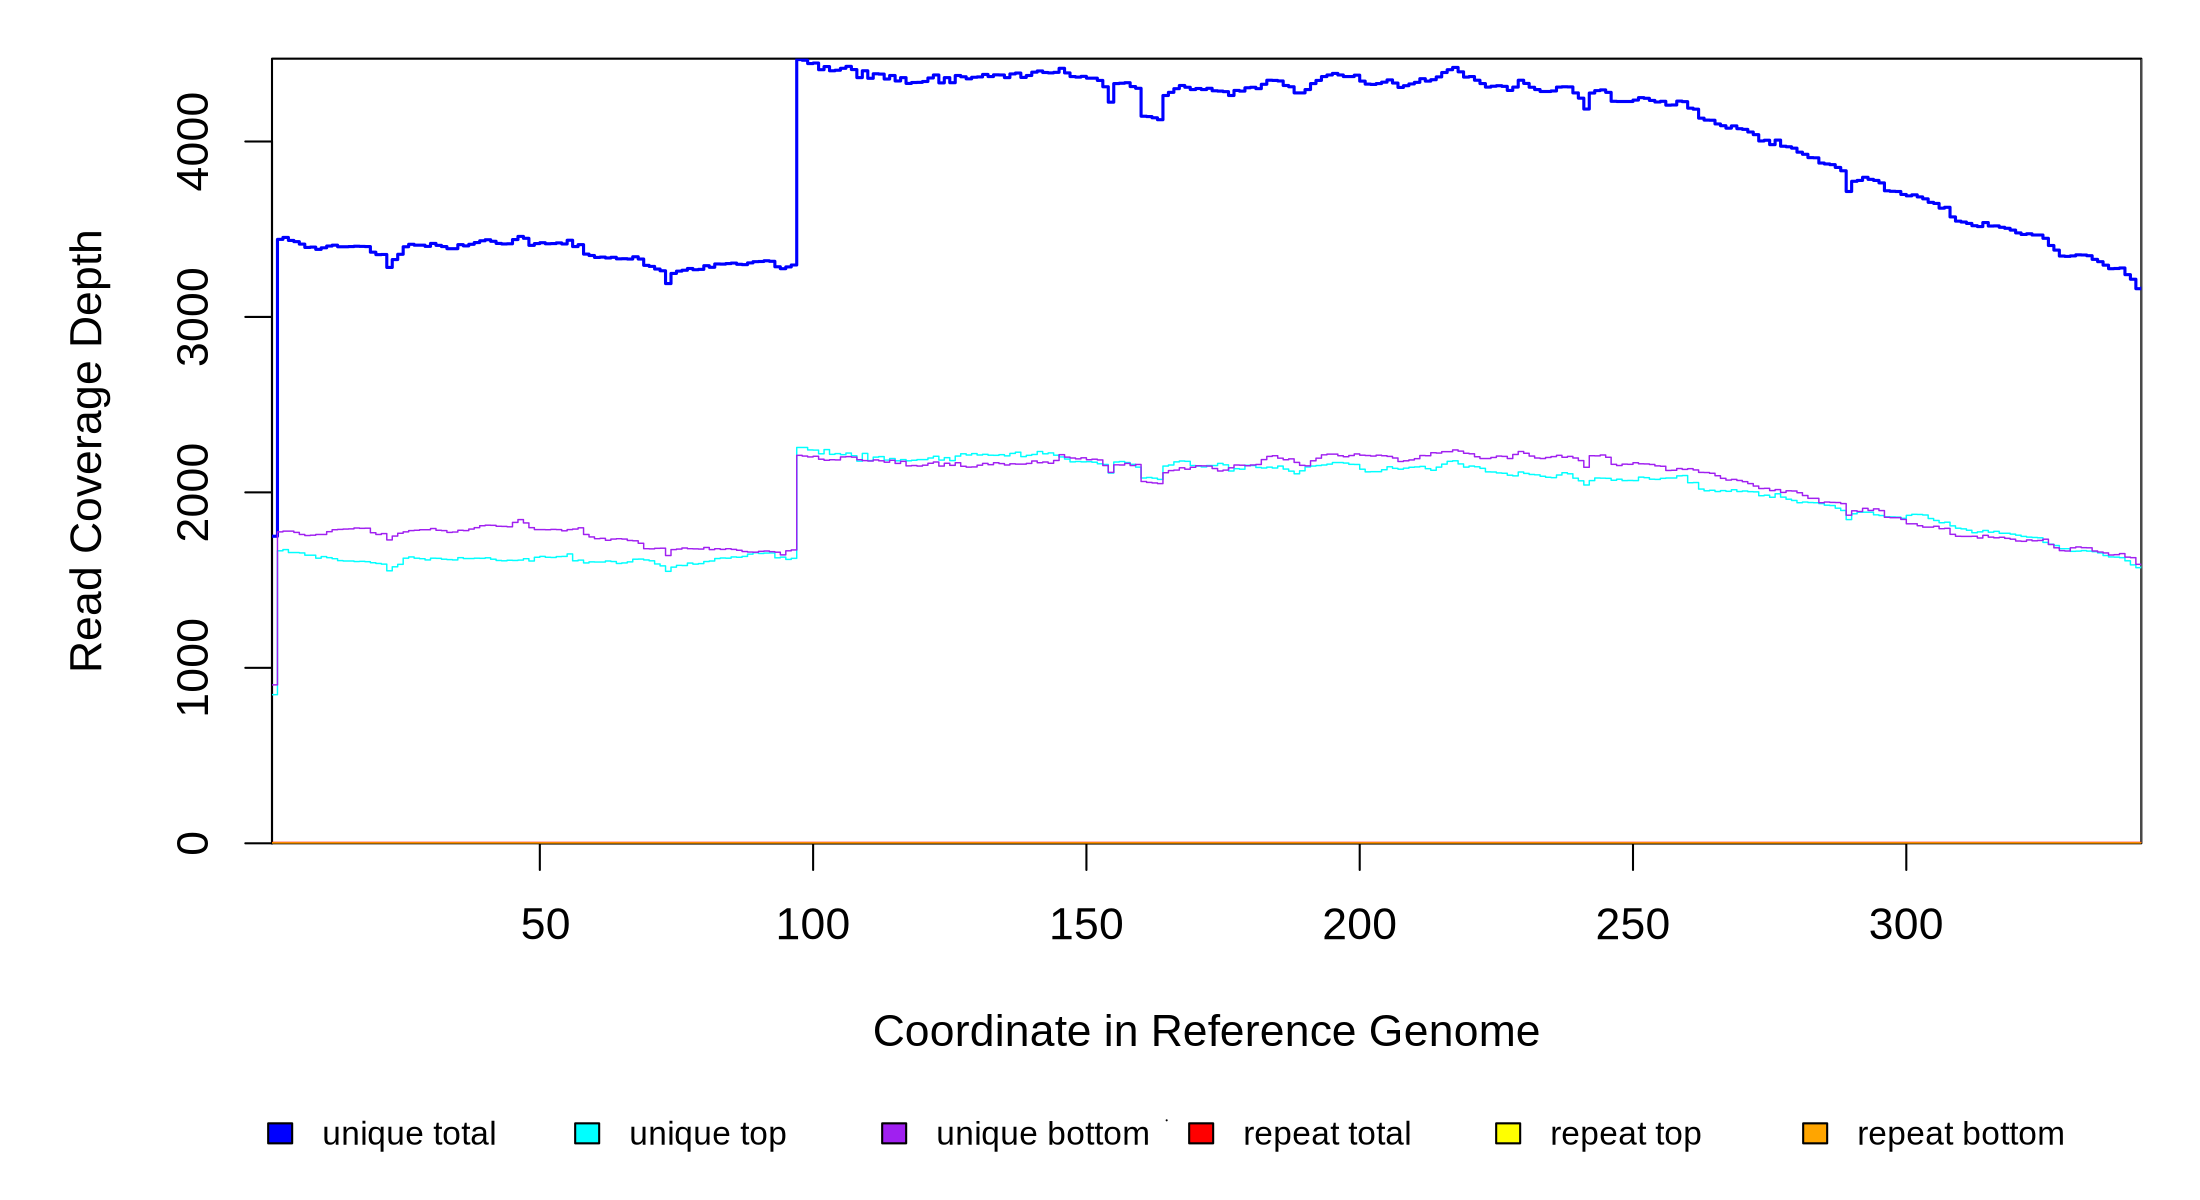 Read Coverage Depth
4000
3000
2000
1000
0
50 100 150 200 250 300
Coordinate in Reference Genome
unique total unique top unique bottom repeat total repeat top repeat bottom